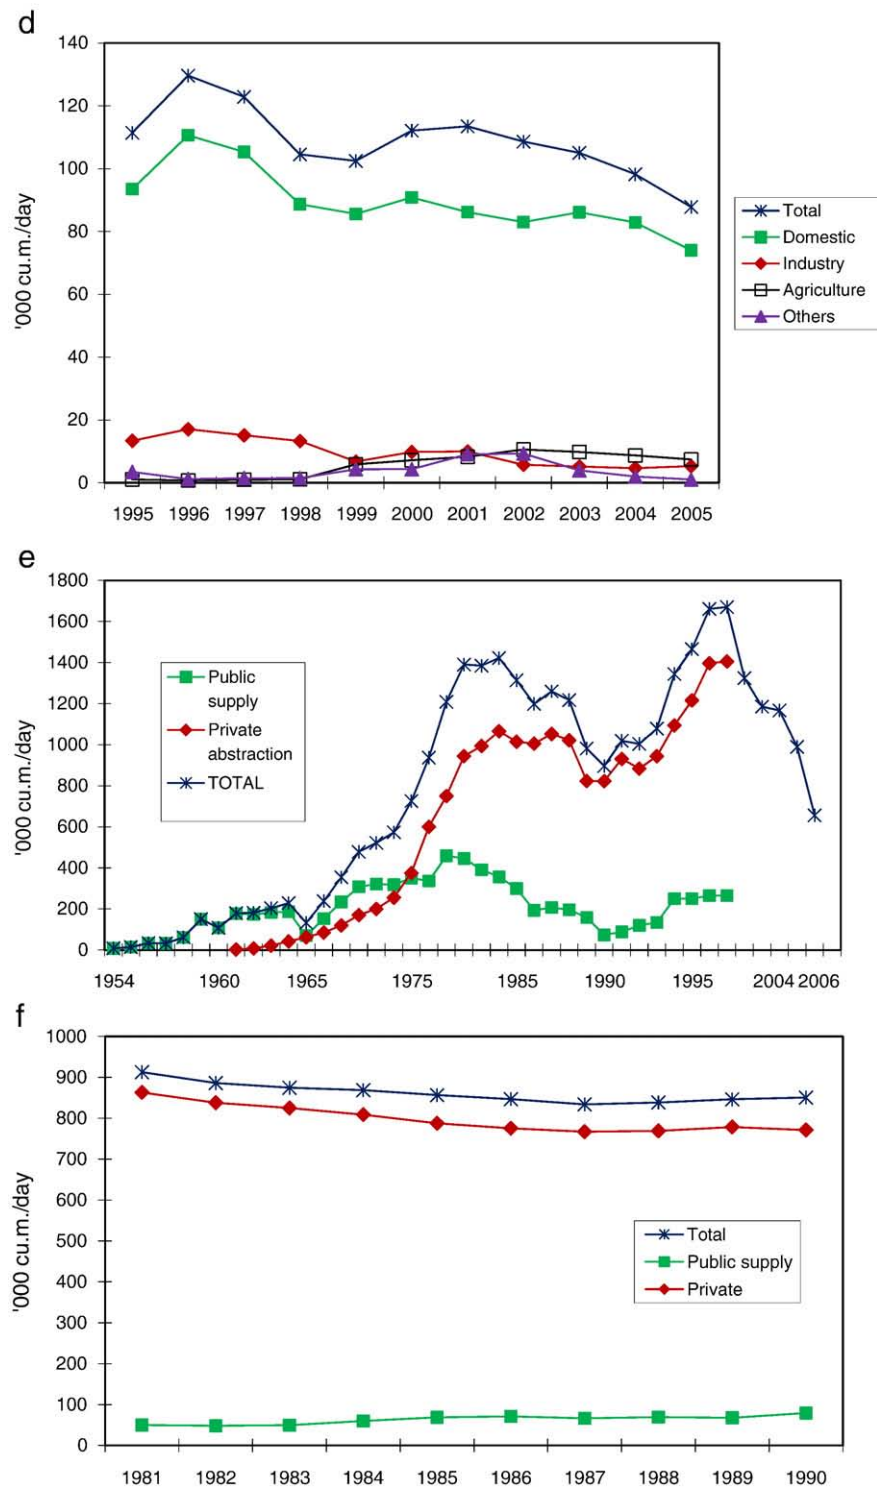 d
140
120
100
80
60
40
20
0
'000 cu.m./day
1995 1996 1997 1998 1999 2000 2001 2002 2003 2004 2005
Total
Domestic
Industry
Agriculture
Others
e
1800
1600
1400
1200
1000
800
600
400
200
0
'000 cu.m./day
Public
supply
Private
abstraction
TOTAL
1954 1960 1965 1975 1985 1990 1995 2004 2006
f
1000
900
800
700
600
500
400
300
200
100
0
'000 cu.m./day
Total
Public supply
Private
1981 1982 1983 1984 1985 1986 1987 1988 1989 1990